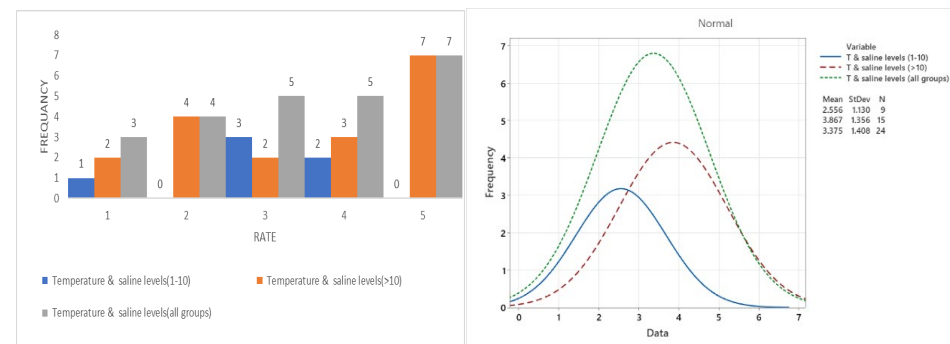 8
7
6
5
4
3
2
1
0
FREQUANCY
1 2 3
0 4 4
3 2 5
2 3 5
0 7 7
1 2 3 4 5
RATE
Temperature & saline levels(1-10)
Temperature & saline levels(>10)
Temperature & saline levels(all groups)
Normal
7
6
5
4
3
2
1
0
Frequency
0 1 2 3 4 5 6 7
Data
Variable
T & saline levels (1-10)
T & saline levels (>10)
T & saline levels (all groups)
Mean StDev N
2.556 1.130 9
3.867 1.356 15
3.375 1.408 24